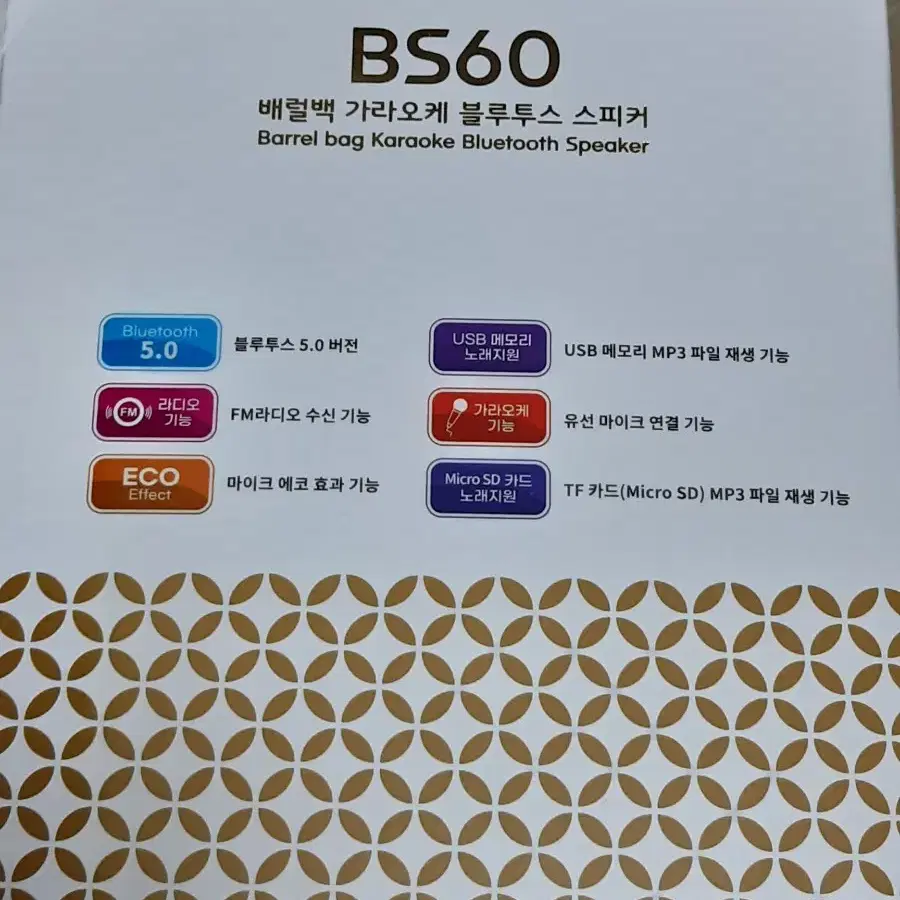 BS60
배럴백 가라오케 블루투스 스피커
Barrel bag Karaoke Bluetooth Speaker
Bluetooth
5.0
블루투스 5.0 버전
USB 메모리
노래지원
USB 메모리 MP3 파일 재생 기능
FM
라디오
기능
FM라디오 수신 기능
가라오케
기능
유선 마이크 연결 기능
ECO
Effect
마이크 에코 효과 기능
Micro SD 카드
노래지원
TF 카드(Micro SD) MP3 파일 재생 기능